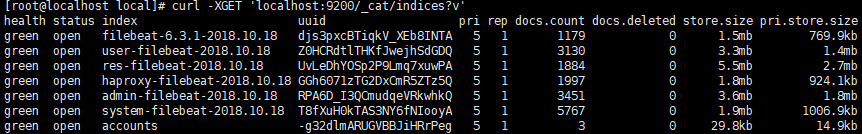 [root@localhost local]# curl -XGET 'localhost:9200/_cat/indices?v'
health status index uuid pri rep docs.count docs.deleted store.size pri.store.size
green open filebeat-6.3.1-2018.10.18 djs3pxcBTiqkV_XEb8INTA 5 1 1179 0 1.5mb 769.9kb
green open user-filebeat-2018.10.18 Z0HCRdtlTHKfJwejhSdGDQ 5 1 3130 0 3.3mb 1.4mb
green open res-filebeat-2018.10.18 UvLeDhYOSp2P9Lmq7xuwPA 5 1 1884 0 5.5mb 2.7mb
green open haproxy-filebeat-2018.10.18 GGh6071zTG2DxCmR5ZTz5Q 5 1 1997 0 1.8mb 924.1kb
green open admin-filebeat-2018.10.18 RPA6D_I3QCmudqeVRkwhkQ 5 1 3451 0 3.6mb 1.8mb
green open system-filebeat-2018.10.18 T8fXuH0kTAS3NY6fNIooyA 5 1 5767 0 1.9mb 1006.9kb
green open accounts -g32dlmARUGVBBJiHRrPeg 5 1 3 0 29.8kb 14.9kb